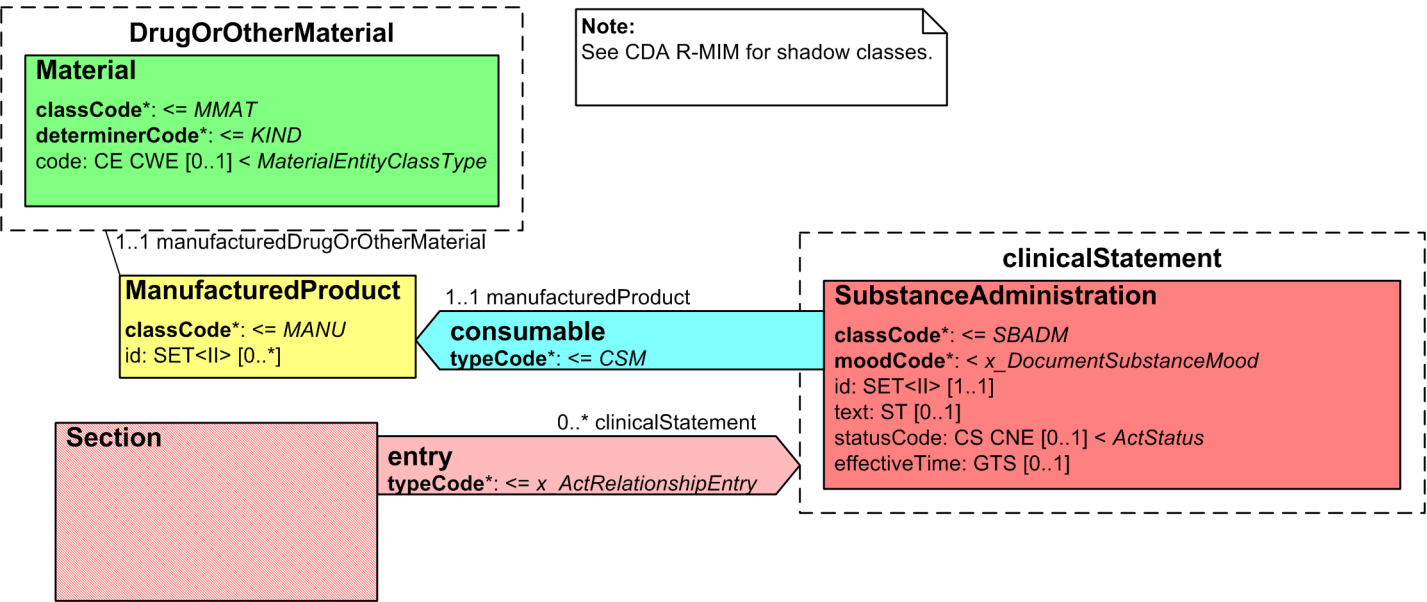 DrugOrOtherMaterial
Material
classCode*: <= MMAT
determinerCode*: <= KIND
code: CE CWE [0..1] < MaterialEntityClassType
Note:
See CDA R-MIM for shadow classes.
1..1 manufacturedDrugOrOtherMaterial
ManufacturedProduct
classCode*: <= MANU
id: SET<II> [0..*]
1..1 manufacturedProduct
consumable
typeCode*: <= CSM
clinicalStatement
SubstanceAdministration
classCode*: <= SBADM
moodCode*: < x_DocumentSubstanceMood
id: SET<II> [1..1]
text: ST [0..1]
statusCode: CS CNE [0..1] < ActStatus
effectiveTime: GTS [0..1]
Section
0..* clinicalStatement
entry
typeCode*: <= x_ActRelationshipEntry